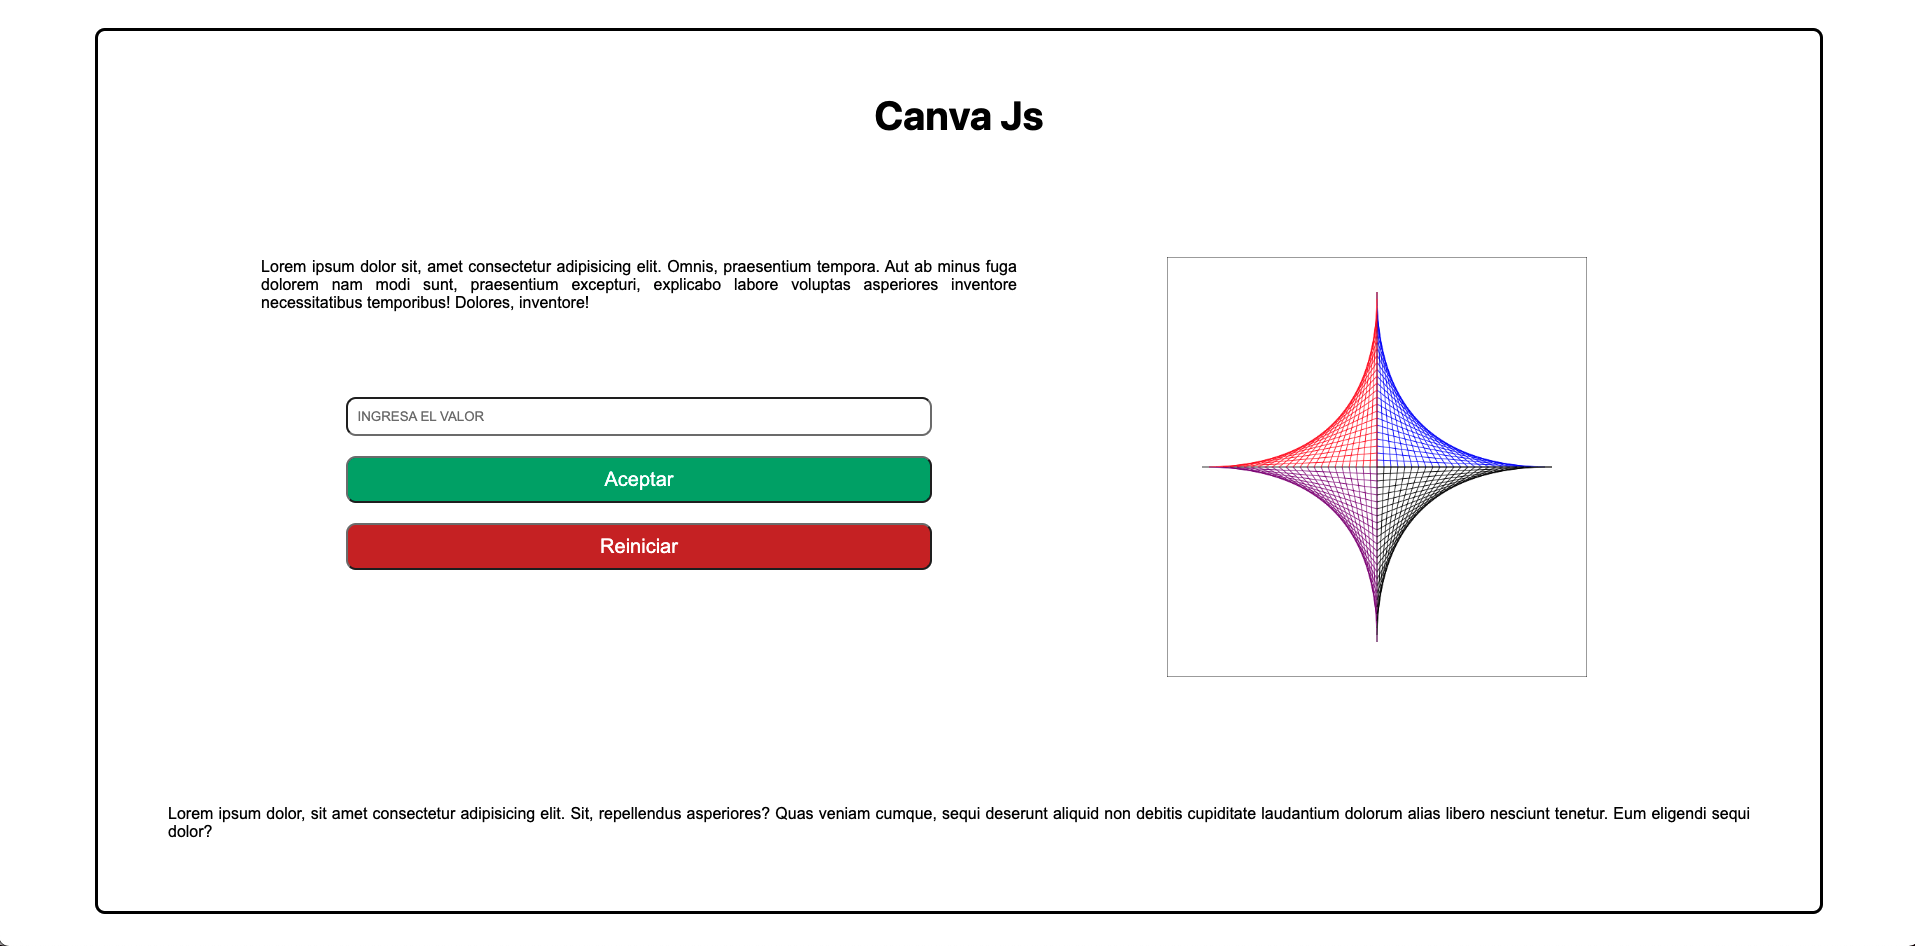 Canva Js
Lorem ipsum dolor sit, amet consectetur adipisicing elit. Omnis, praesentium tempora. Aut ab minus fuga
dolorem nam modi sunt, praesentium excepturi, explicabo labore voluptas asperiores inventore
necessitatibus temporibus! Dolores, inventore!
INGRESA EL VALOR
Aceptar
Reiniciar
Lorem ipsum dolor, sit amet consectetur adipisicing elit. Sit, repellendus asperiores? Quas veniam cumque, sequi deserunt aliquid non debitis cupiditate laudantium dolorum alias libero nesciunt tenetur. Eum eligendi sequi
dolor?